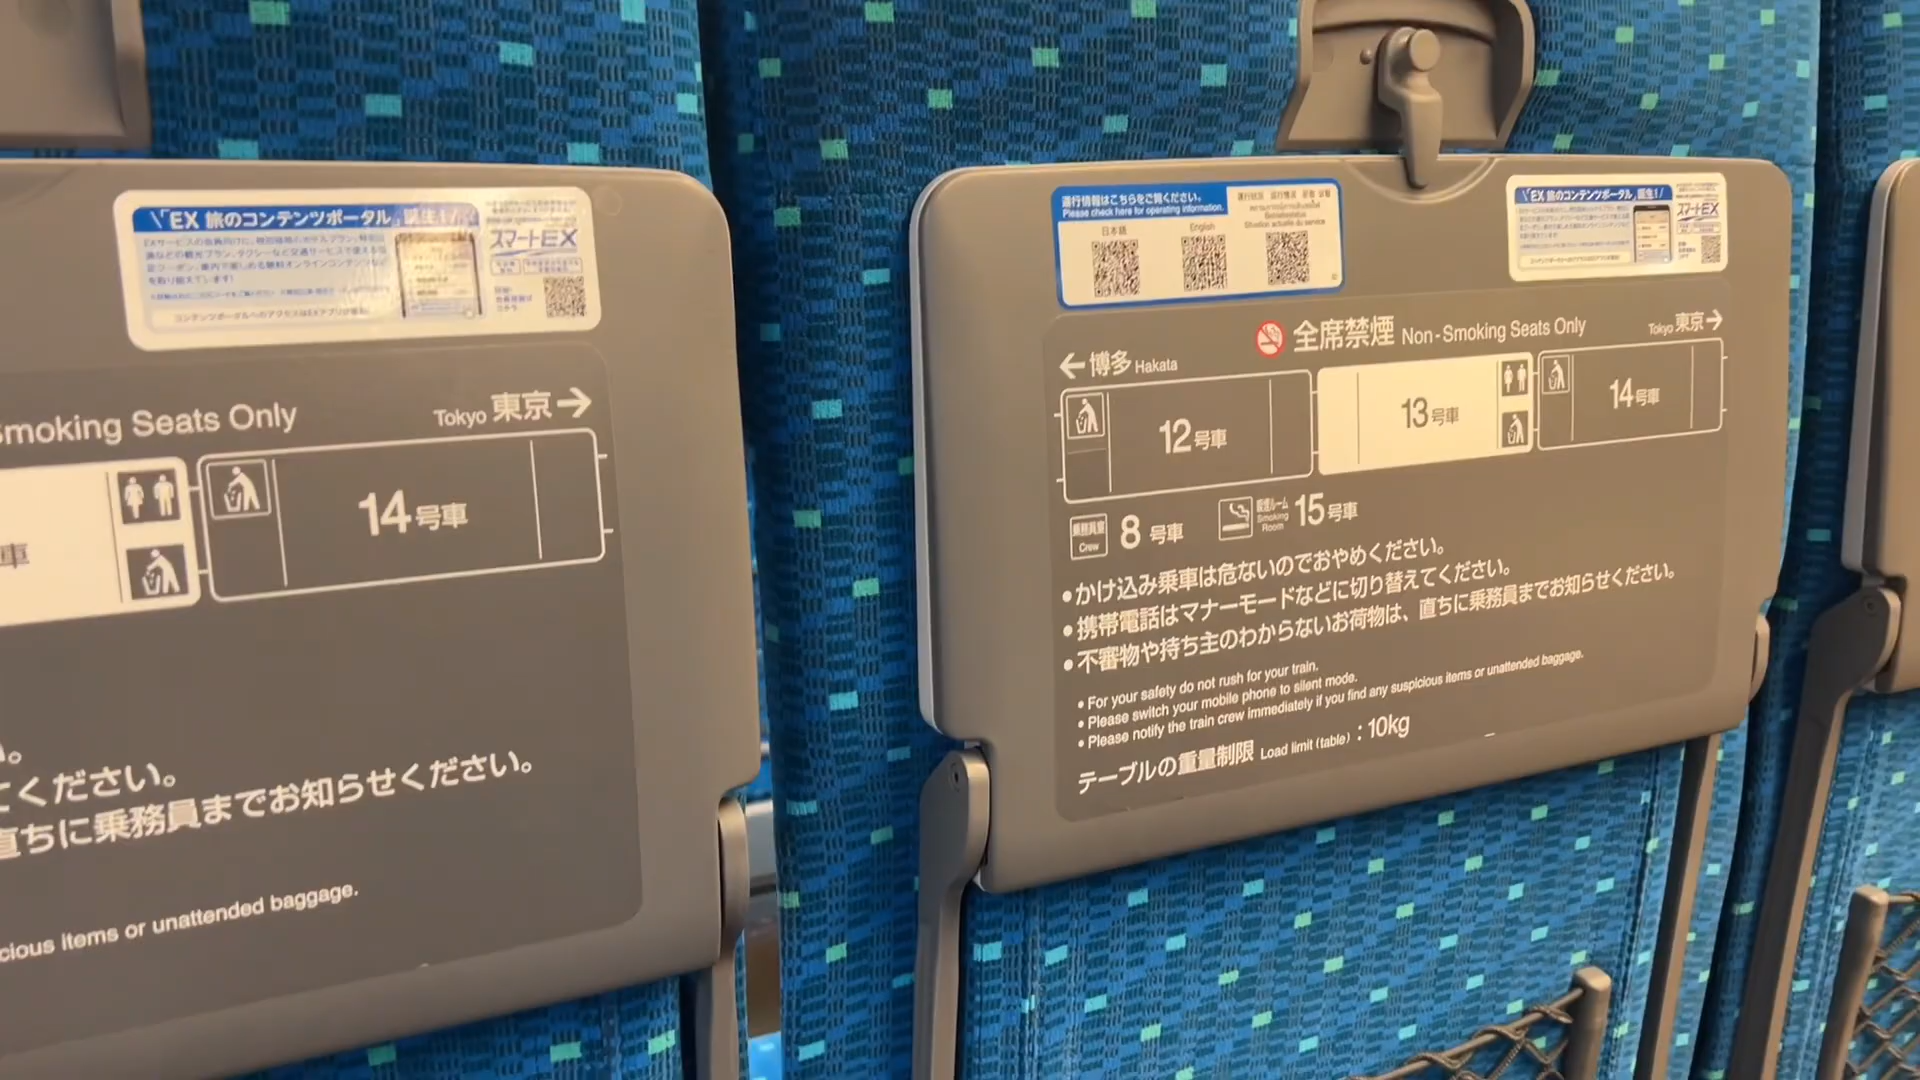 \「EX 旅のコンテンツポータル」誕生!/
スマートEX
Smoking Seats Only
Tokyo 東京→
14号車
てください。
直ちに乗務員までお知らせください。
cious items or unattended baggage.
運行情報はこちらをご覧ください。
Please check here for operating information.
日本語
English
\「EX 旅のコンテンツポータル」誕生!/
スマートEX
全席禁煙 Non-Smoking Seats Only
←博多 Hakata
Tokyo 東京→
12号車
13号車
14号車
乗務員室 Crew 8 号車
喫煙ルーム Smoking Room 15号車
•かけ込み乗車は危ないのでおやめください。
•携帯電話はマナーモードなどに切り替えてください。
•不審物や持ち主のわからないお荷物は、直ちに乗務員までお知らせください。
• For your safety do not rush for your train.
• Please switch your mobile phone to silent mode.
• Please notify the train crew immediately if you find any suspicious items or unattended baggage.
テーブルの重量制限 Load limit (table) : 10kg